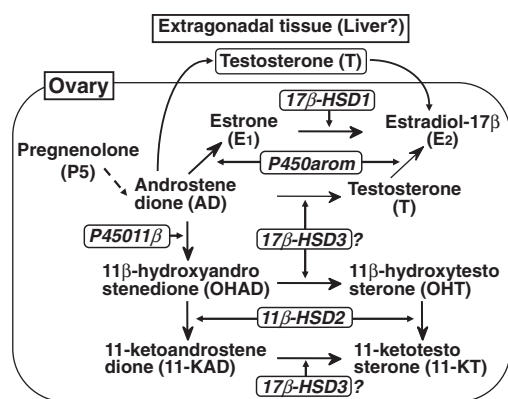 Extragonadal tissue (Liver?)
Testosterone (T)
Ovary
17β-HSD1
Estrone
(E1)
Estradiol-17β
(E2)
Pregnenolone
(P5)
P450arom
Androstene
dione (AD)
Testosterone
(T)
P45011β
17β-HSD3?
11β-hydroxyandro
stenedione (OHAD)
11β-hydroxytesto
sterone (OHT)
11β-HSD2
11-ketoandrostene
dione (11-KAD)
11-ketotesto
sterone (11-KT)
17β-HSD3?